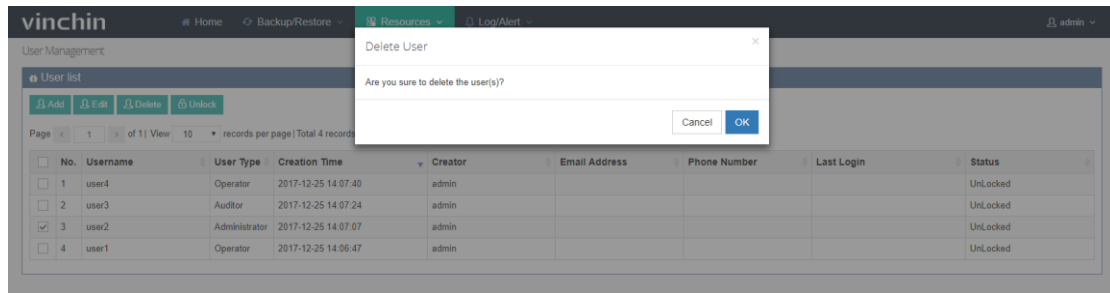 vinchin Home Backup/Restore Resources Log/Alert admin
Delete User ×
User Management
User list
Are you sure to delete the user(s)?
Add Edit Delete Unlock
Cancel OK
Page < 1 > of 1| View 10 records per page|Total 4 records
No. Username User Type Creation Time Creator Email Address Phone Number Last Login Status
1 user4 Operator 2017-12-25 14:07:40 admin UnLocked
2 user3 Auditor 2017-12-25 14:07:24 admin UnLocked
3 user2 Administrator 2017-12-25 14:07:07 admin UnLocked
4 user1 Operator 2017-12-25 14:06:47 admin UnLocked